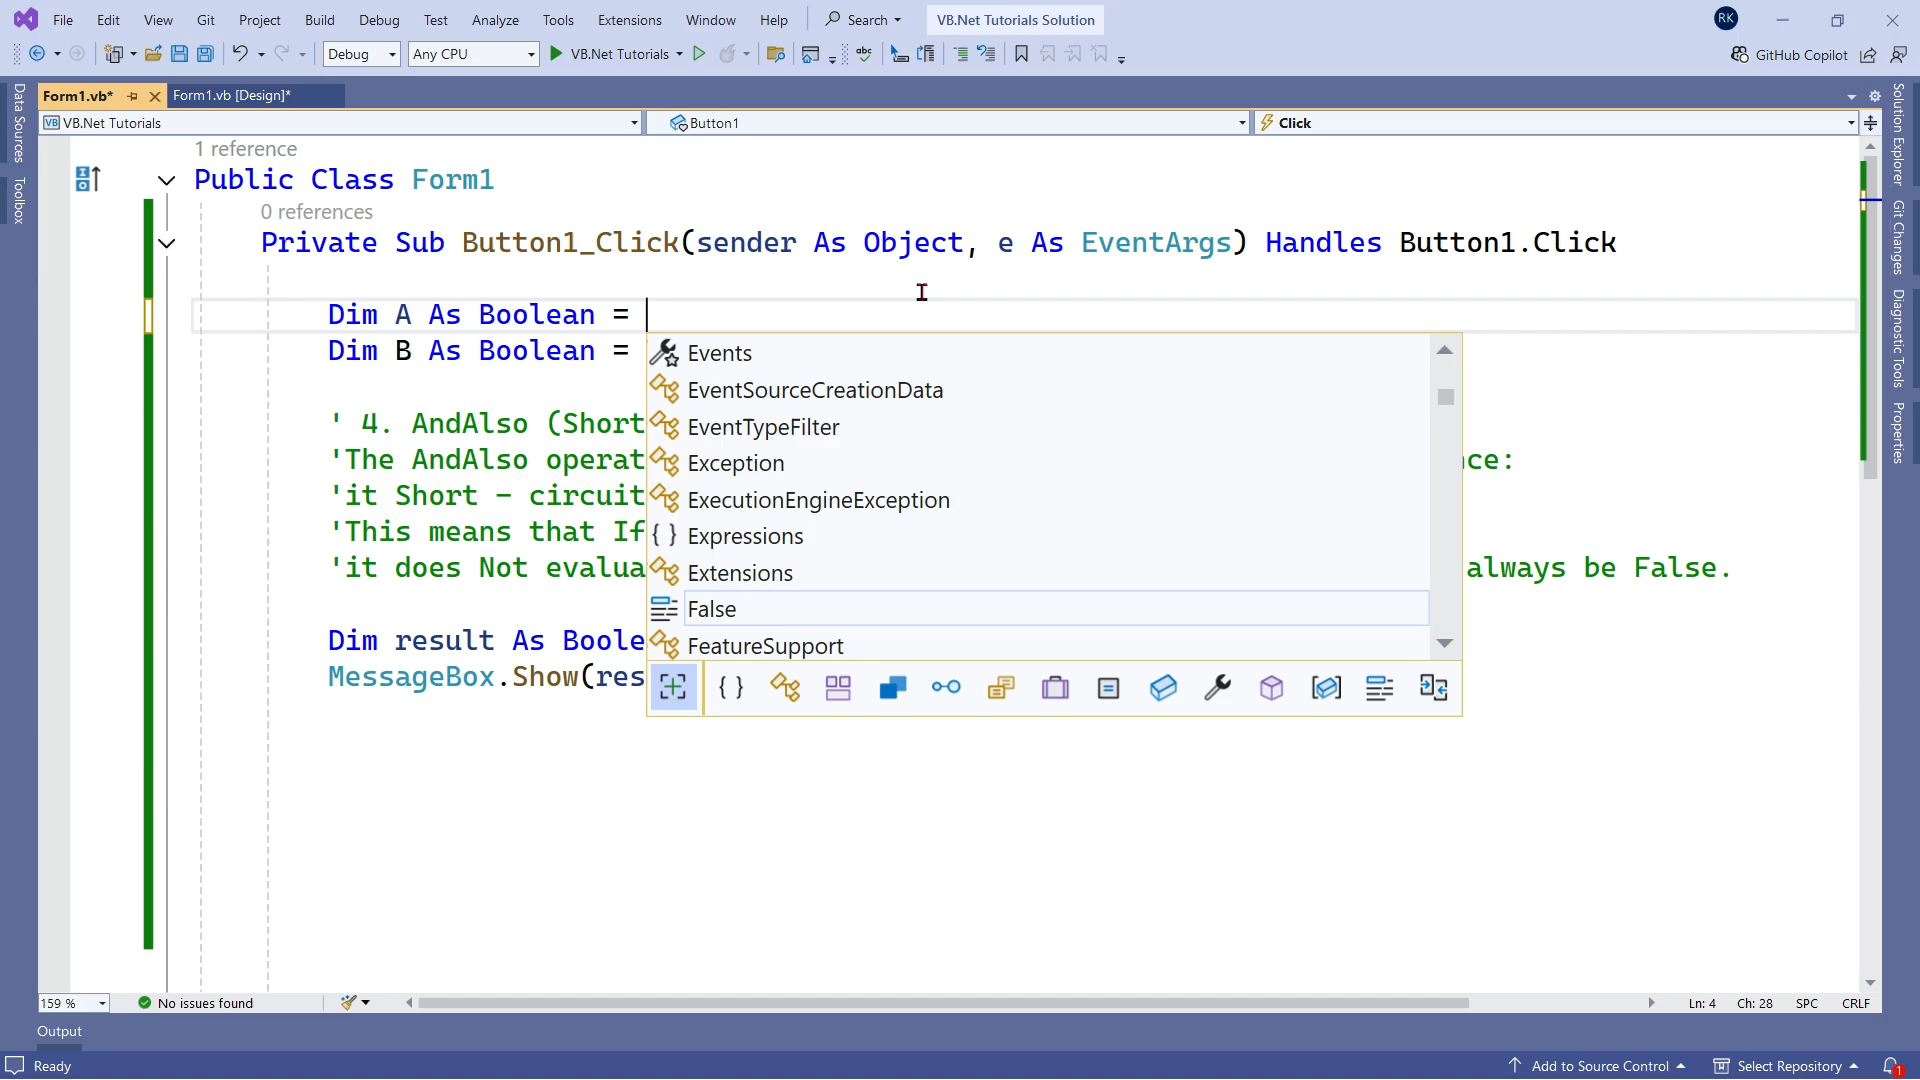 File Edit View Git Project Build Debug Test Analyze Tools Extensions Window Help Search VB.Net Tutorials Solution RK
Debug Any CPU VB.Net Tutorials abc GitHub Copilot
Form1.vb* Form1.vb [Design]*
VB VB.Net Tutorials Button1 Click
Data Sources
Toolbox
Solution Explorer
Git Changes
Diagnostic Tools
Properties
1 reference
Public Class Form1
0 references
Private Sub Button1_Click(sender As Object, e As EventArgs) Handles Button1.Click
Dim A As Boolean =
Dim B As Boolean =
' 4. AndAlso (Short
'The AndAlso operat ce:
'it Short - circuit
'This means that If
'it does Not evalua always be False.
Dim result As Boole
MessageBox.Show(res
Events
EventSourceCreationData
EventTypeFilter
Exception
ExecutionEngineException
{ } Expressions
Extensions
False
FeatureSupport
{ }
159 % No issues found Ln: 4 Ch: 28 SPC CRLF
Output
Ready Add to Source Control Select Repository 1